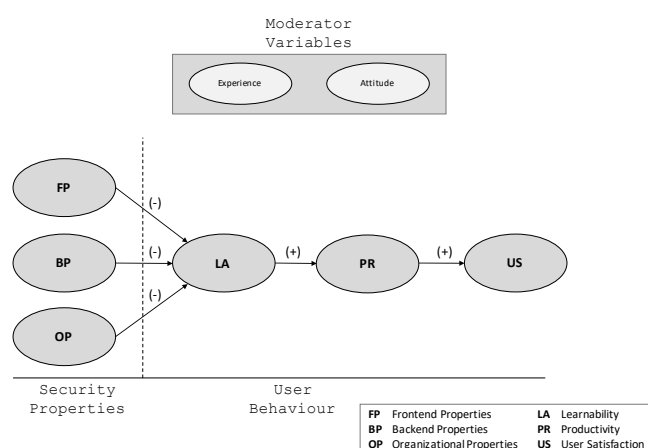 Moderator
Variables
Experience Attitude
FP
(-)
BP (-) LA (+) PR (+) US
(-)
OP
Security
Properties
User
Behaviour
FP Frontend Properties LA Learnability
BP Backend Properties PR Productivity
OP Organizational Properties US User Satisfaction